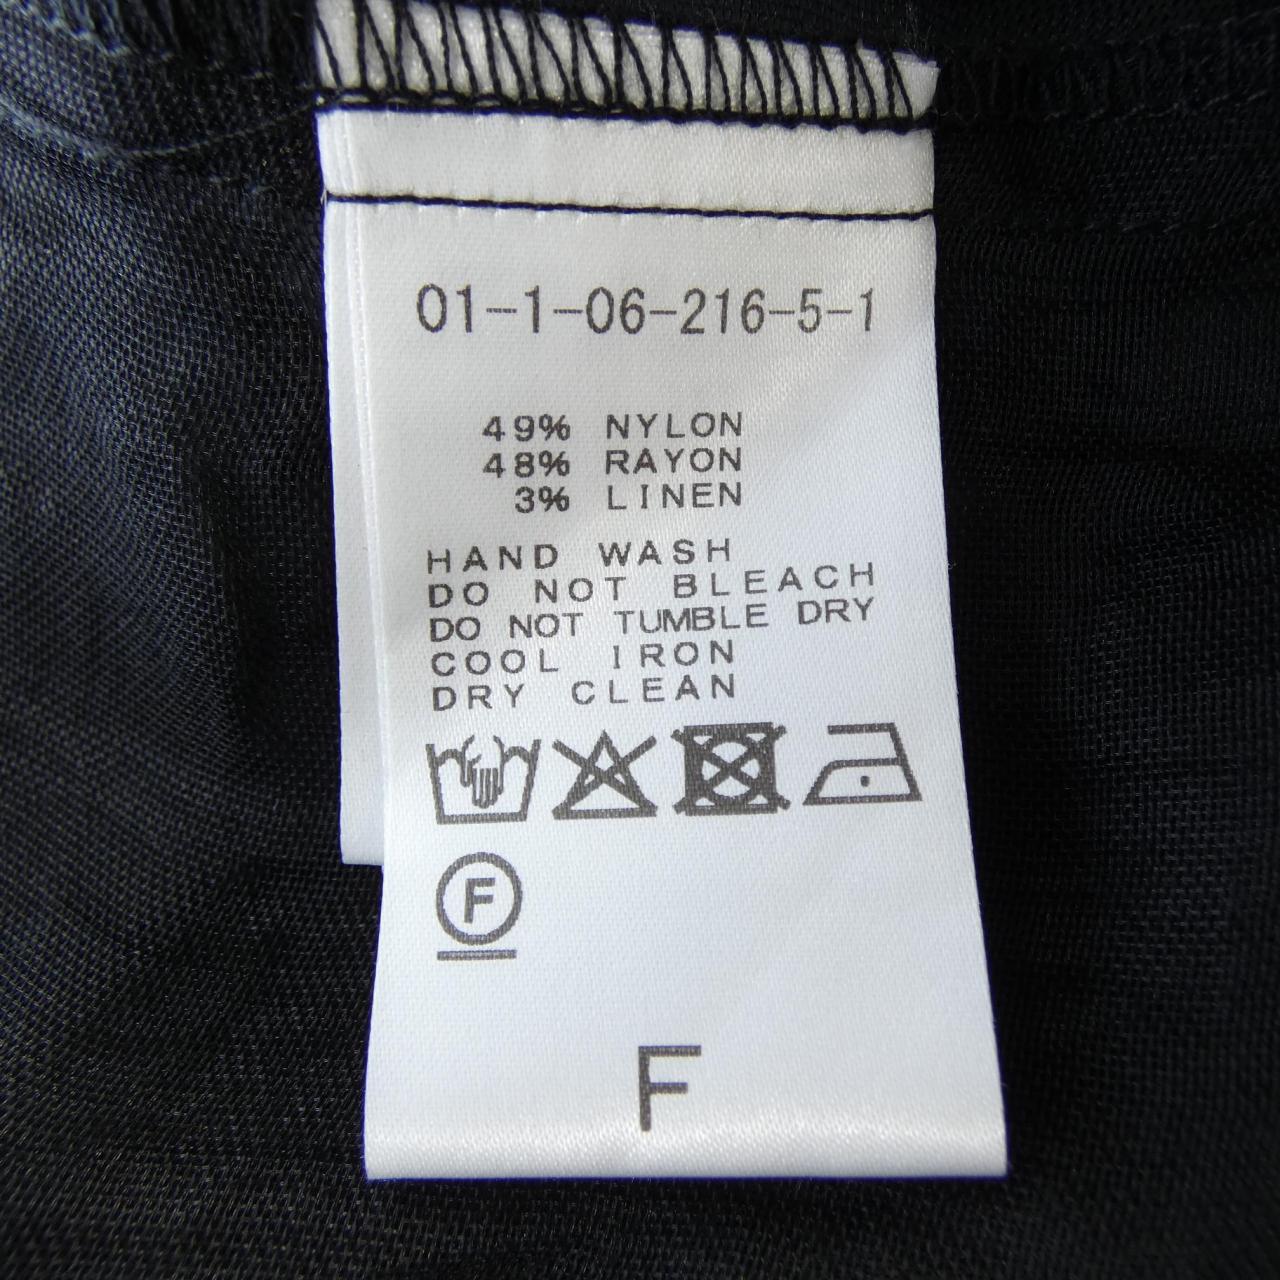 01-1-06-216-5-1
49% NYLON
48% RAYON
3% LINEN
HAND WASH
DO NOT BLEACH
DO NOT TUMBLE DRY
COOL IRON
DRY CLEAN
F
F